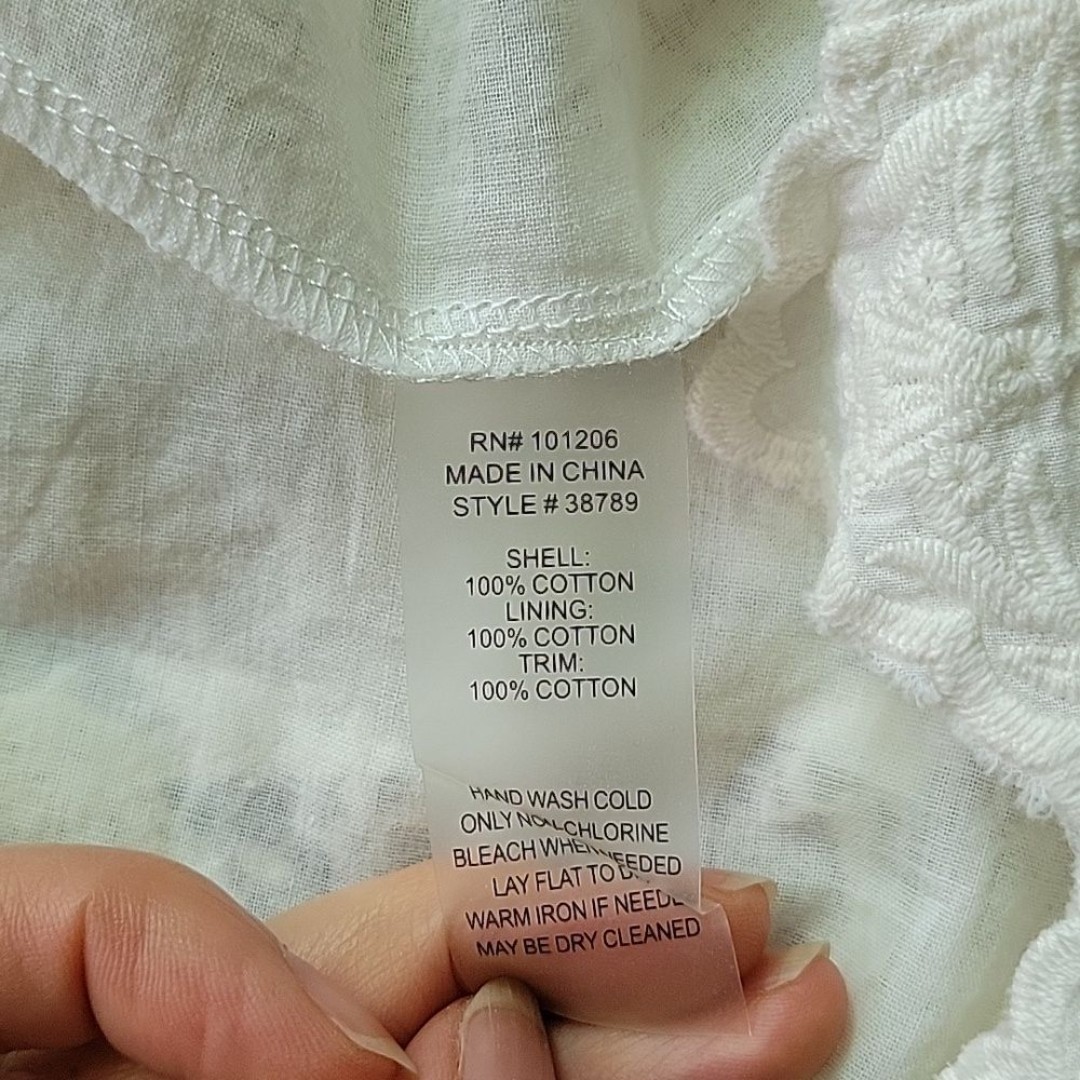 RN# 101206
MADE IN CHINA
STYLE # 38789
SHELL:
100% COTTON
LINING:
100% COTTON
TRIM:
100% COTTON
HAND WASH COLD
ONLY NON-CHLORINE
BLEACH WHEN NEEDED
LAY FLAT TO
WARM IRON IF
MAY BE DRY CLEANED